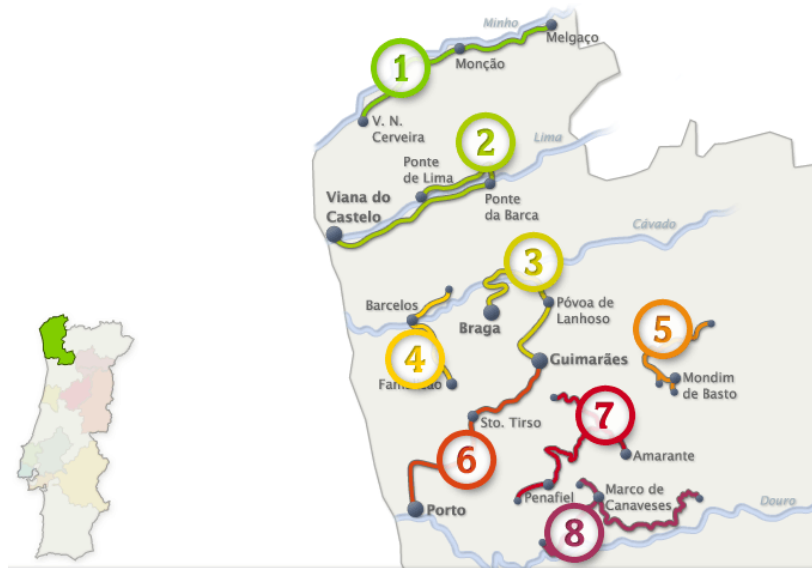 Minho
Melgaço
1
Monção
V. N.
Cerveira
2
Lima
Ponte
de Lima
Viana do
Castelo
Ponte
da Barca
Cávado
3
Barcelos
Póvoa de
Lanhoso
Braga
5
4
Guimarães
Mondim
de Basto
7
Sto. Tirso
6
Amarante
Penafiel
Marco de
Canaveses
Douro
Porto
8